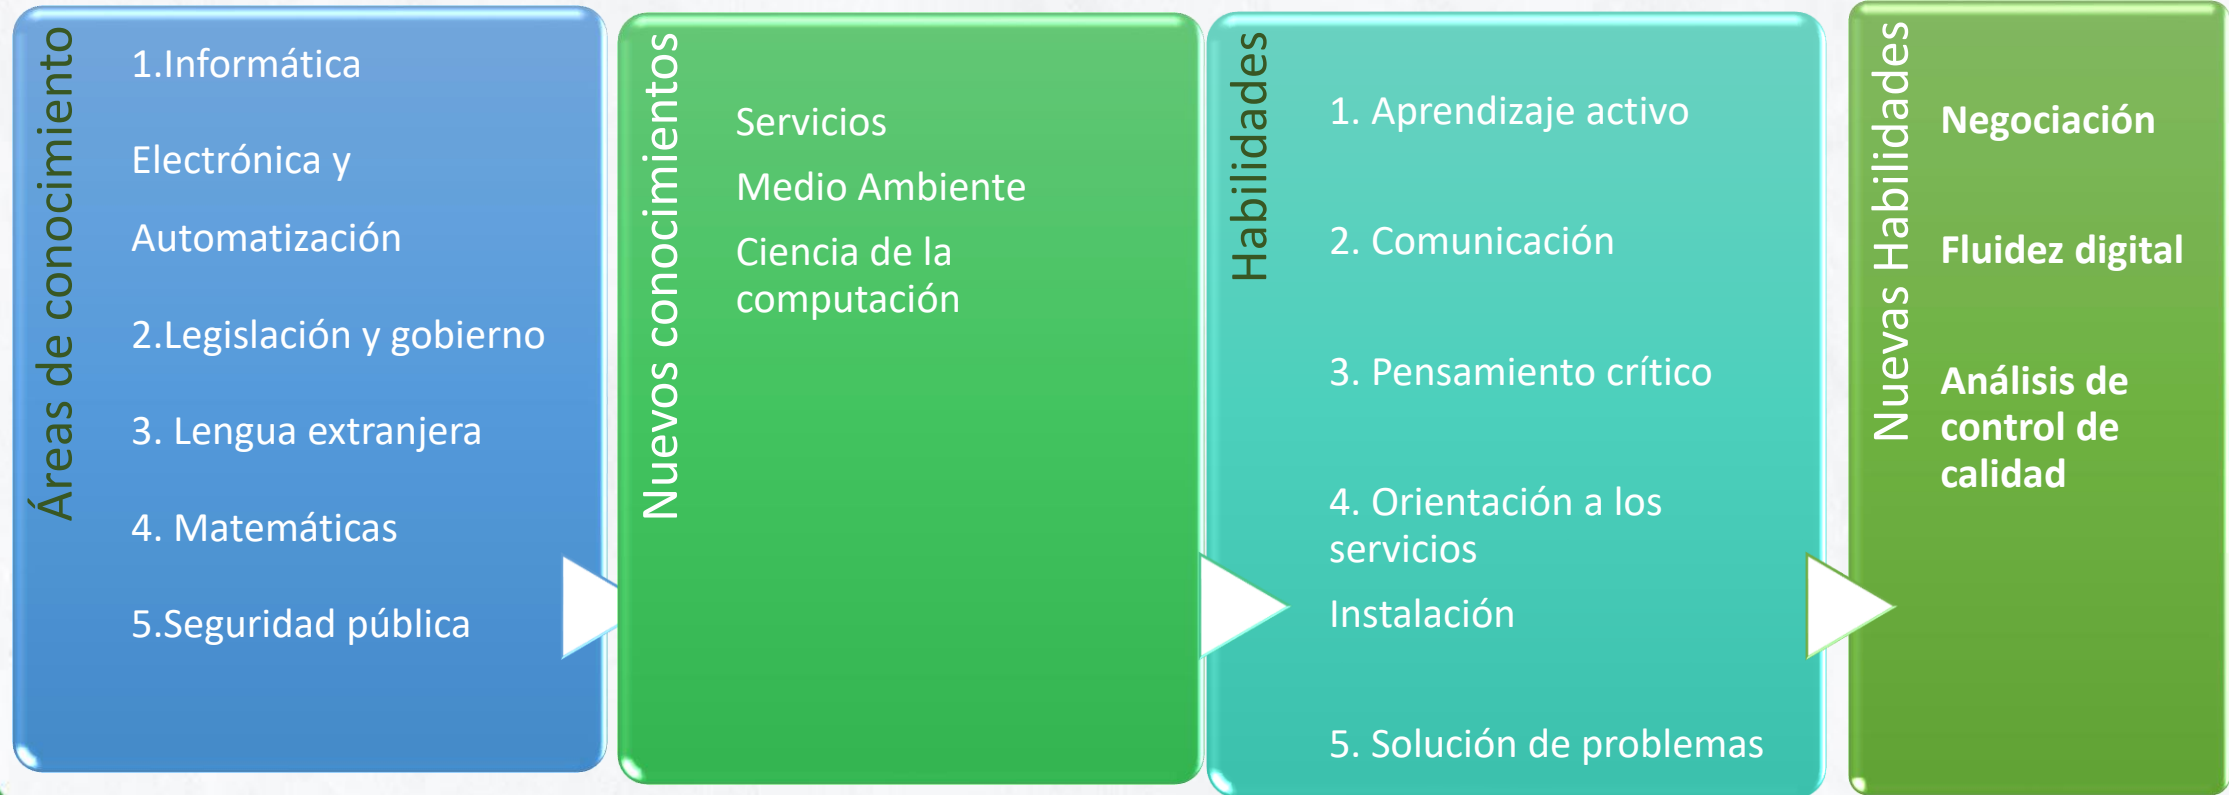 Áreas de conocimiento
1.Informática
Electrónica y
Automatización
2.Legislación y gobierno
3. Lengua extranjera
4. Matemáticas
5.Seguridad pública
Nuevos conocimientos
Servicios
Medio Ambiente
Ciencia de la
computación
Habilidades
1. Aprendizaje activo
2. Comunicación
3. Pensamiento crítico
4. Orientación a los
servicios
Instalación
5. Solución de problemas
Nuevas Habilidades
Negociación
Fluidez digital
Análisis de
control de
calidad